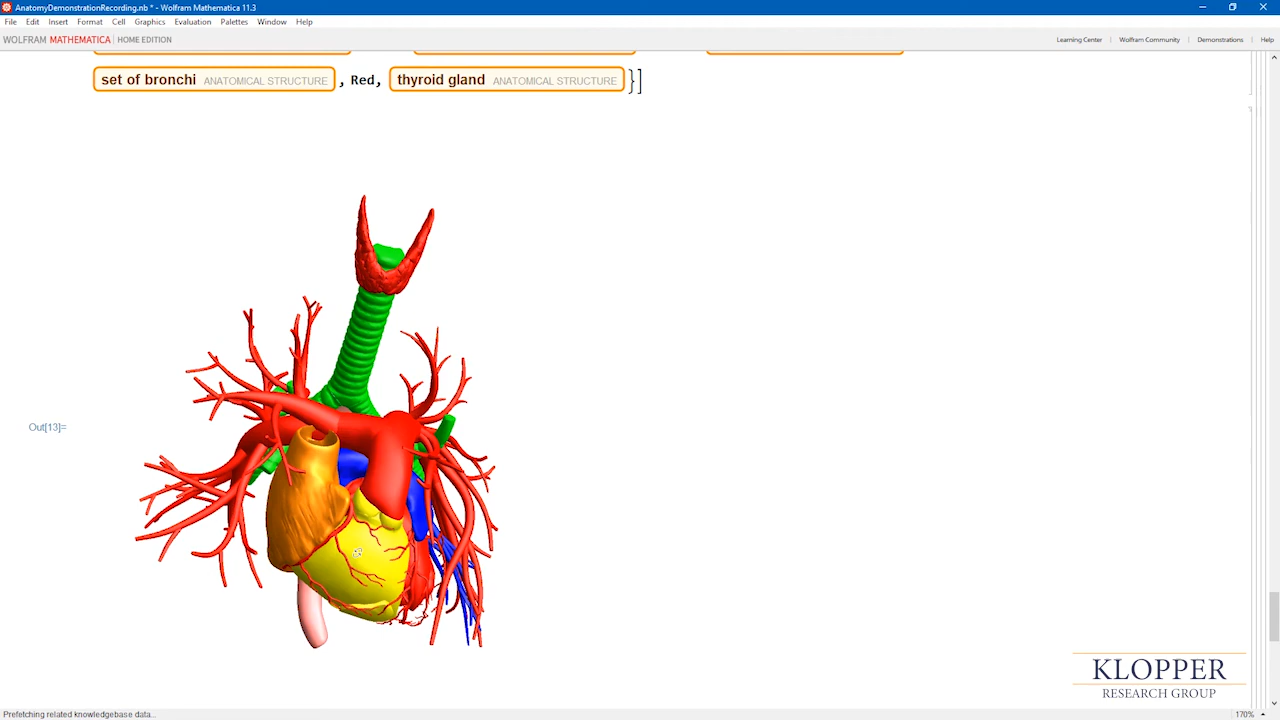 AnatomyDemonstrationRecording.nb * - Wolfram Mathematica 11.3
File Edit Insert Format Cell Graphics Evaluation Palettes Window Help
WOLFRAM MATHEMATICA | HOME EDITION Learning Center | Wolfram Community | Demonstrations | Help
set of bronchi ANATOMICAL STRUCTURE , Red, thyroid gland ANATOMICAL STRUCTURE }]
Out[13]=
KLOPPER
RESEARCH GROUP
Prefetching related knowledgebase data... 170%